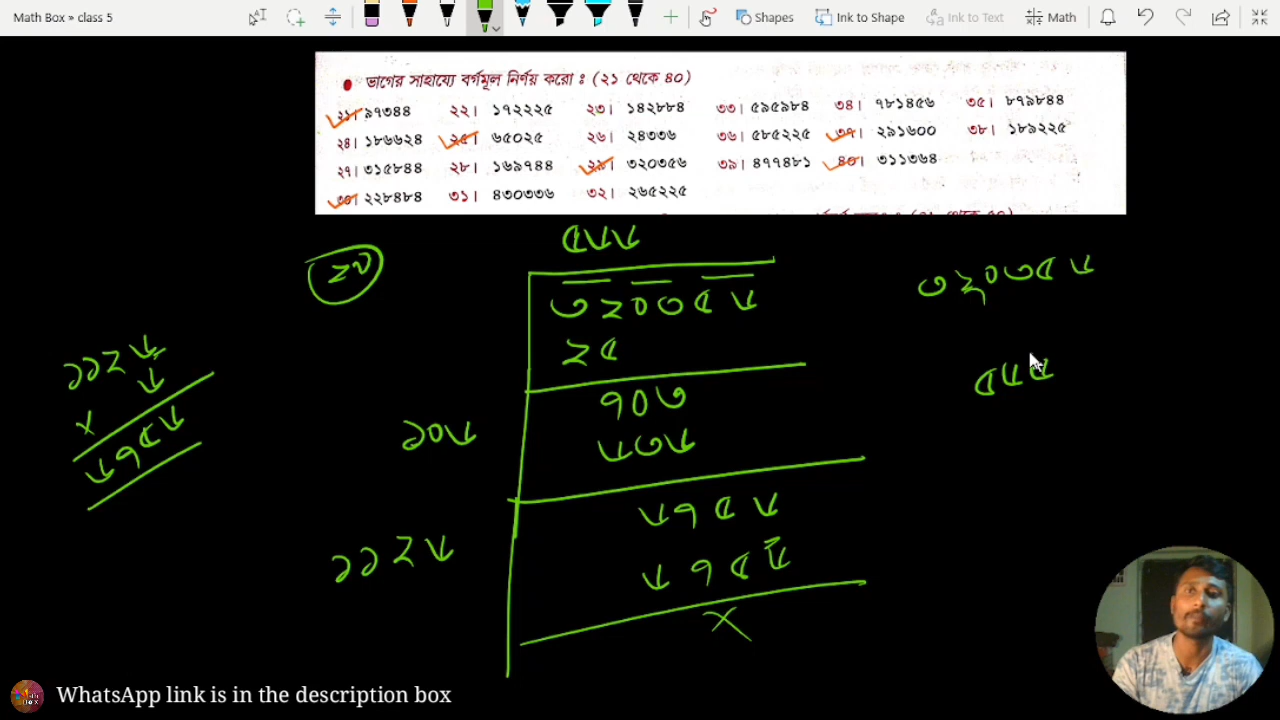 Math Box » class 5
Shapes
Ink to Shape
Ink to Text
Math
● ভাগের সাহায্যে বর্গমূল নির্ণয় করো : (২১ থেকে ৪০)
২১। ৯৭৩৪৪ ২২। ১৭২২২৫ ২৩। ১৪২৮৮৪ ৩৩। ৫৯৫৯৮৪ ৩৪। ৭৮১৪৫৬ ৩৫। ৮৭৯৮৪৪
২৪। ১৮৬৬২৪ ২৫। ৬৫০২৫ ২৬। ২৪৩৩৬ ৩৬। ৫৮৫২২৫ ৩৭। ২৯১৬০০ ৩৮। ১৮৯২২৫
২৭। ৩১৫৮৪৪ ২৮। ১৬৯৭৪৪ ২৯। ৩২০৩৫৬ ৩৯। ৪৭৭৪৮১ ৪০। ৩১১৩৬৪
৩০। ২২৮৪৮৪ ৩১। ৪৩০৩৩৬ ৩২। ২৬৫২২৫
২৯
৫৬৬
৩২০৩৫৬
২৫
১০৬
৭০৩
৬৩৬
১১২৬
৬৭৫৬
৬৭৫৬
×
১১২৬
৬
×
৬৭৫৬
৩২০৩৫৬
৫৬৫
WhatsApp link is in the description box